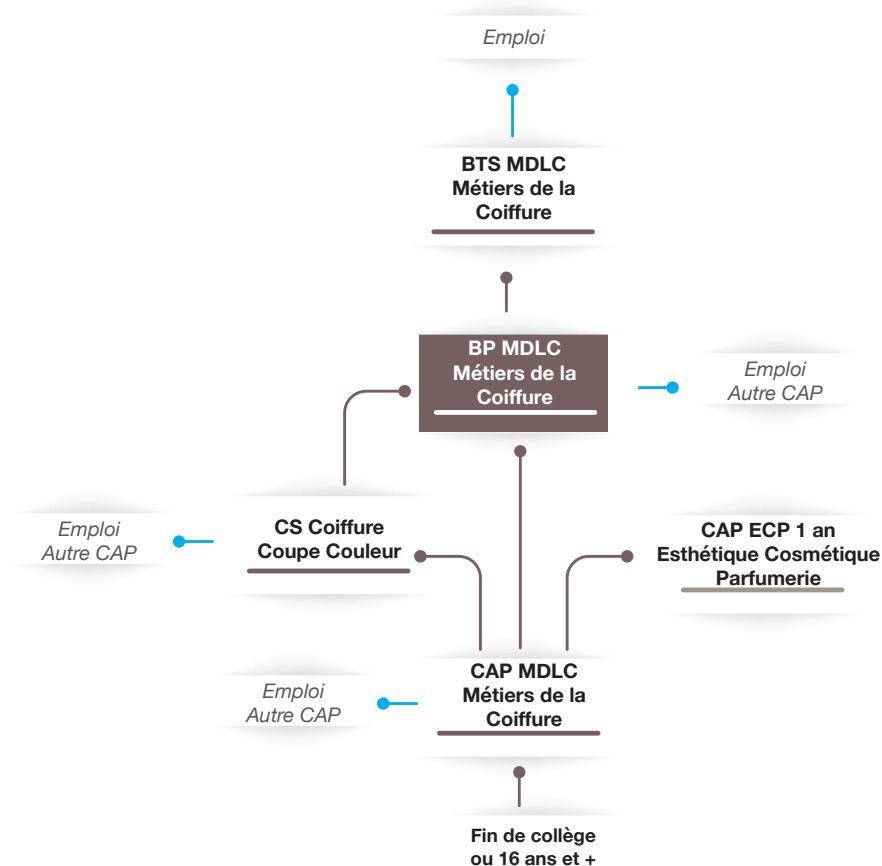 Emploi
BTS MDLC
Métiers de la
Coiffure
BP MDLC
Métiers de la
Coiffure
Emploi
Autre CAP
Emploi
Autre CAP
CS Coiffure
Coupe Couleur
CAP ECP 1 an
Esthétique Cosmétique
Parfumerie
Emploi
Autre CAP
CAP MDLC
Métiers de la
Coiffure
Fin de collège
ou 16 ans et +